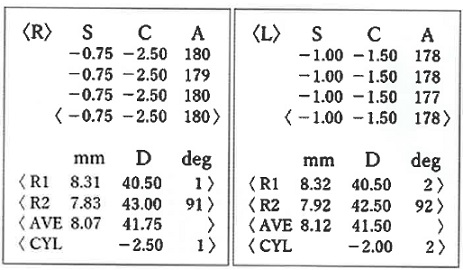 〈R〉 S C A
−0.75 −2.50 180
−0.75 −2.50 179
−0.75 −2.50 180
〈 −0.75 −2.50 180〉
mm D deg
〈 R1 8.31 40.50 1 〉
〈 R2 7.83 43.00 91 〉
〈 AVE 8.07 41.75 〉
〈 CYL −2.50 1 〉
〈L〉 S C A
−1.00 −1.50 178
−1.00 −1.50 178
−1.00 −1.50 177
〈 −1.00 −1.50 178〉
mm D deg
〈 R1 8.32 40.50 2 〉
〈 R2 7.92 42.50 92 〉
〈 AVE 8.12 41.50 〉
〈 CYL −2.00 2 〉